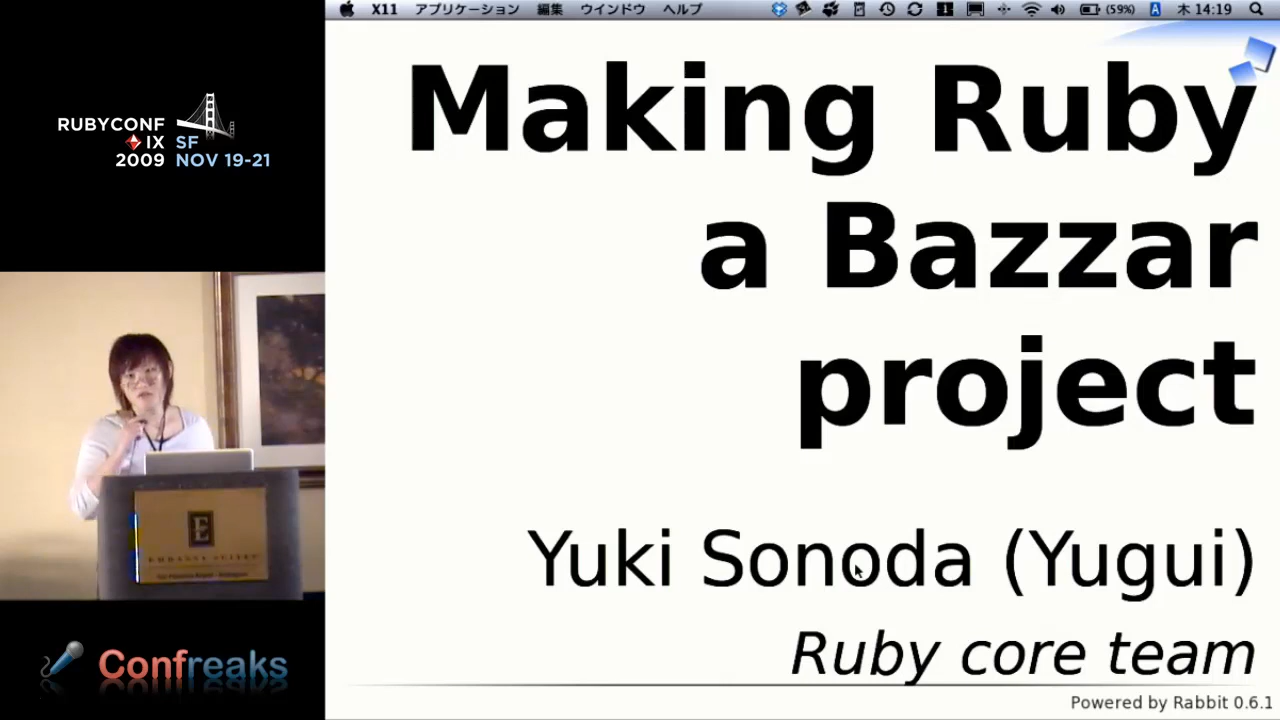 X11 アプリケーション 編集 ウインドウ ヘルプ
(59%) A 木 14:19
RUBYCONF
IX SF
2009 NOV 19-21
Making Ruby
a Bazzar
project
Yuki Sonoda (Yugui)
Ruby core team
Powered by Rabbit 0.6.1
E
EMBASSY SUITES
Confreaks